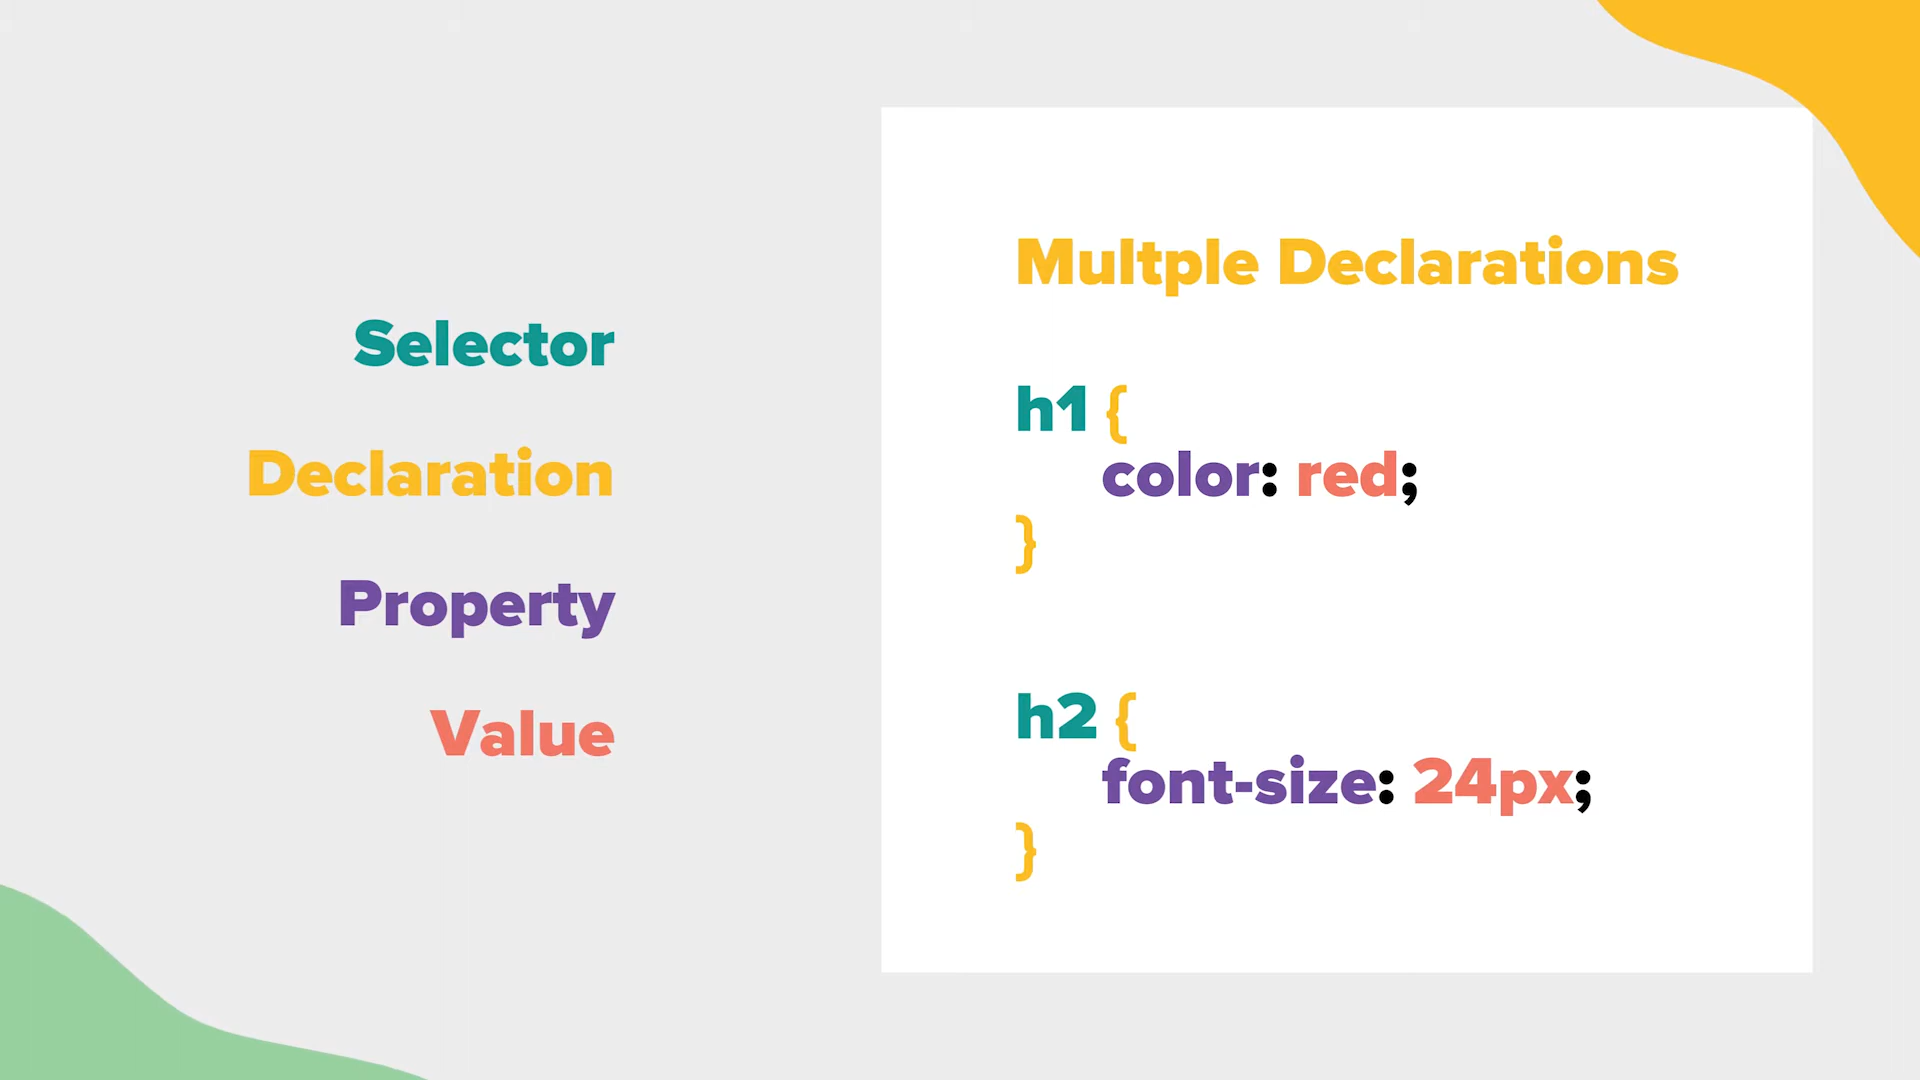 Selector
Declaration
Property
Value
Multple Declarations
h1 {
color: red;
}
h2 {
font-size: 24px;
}